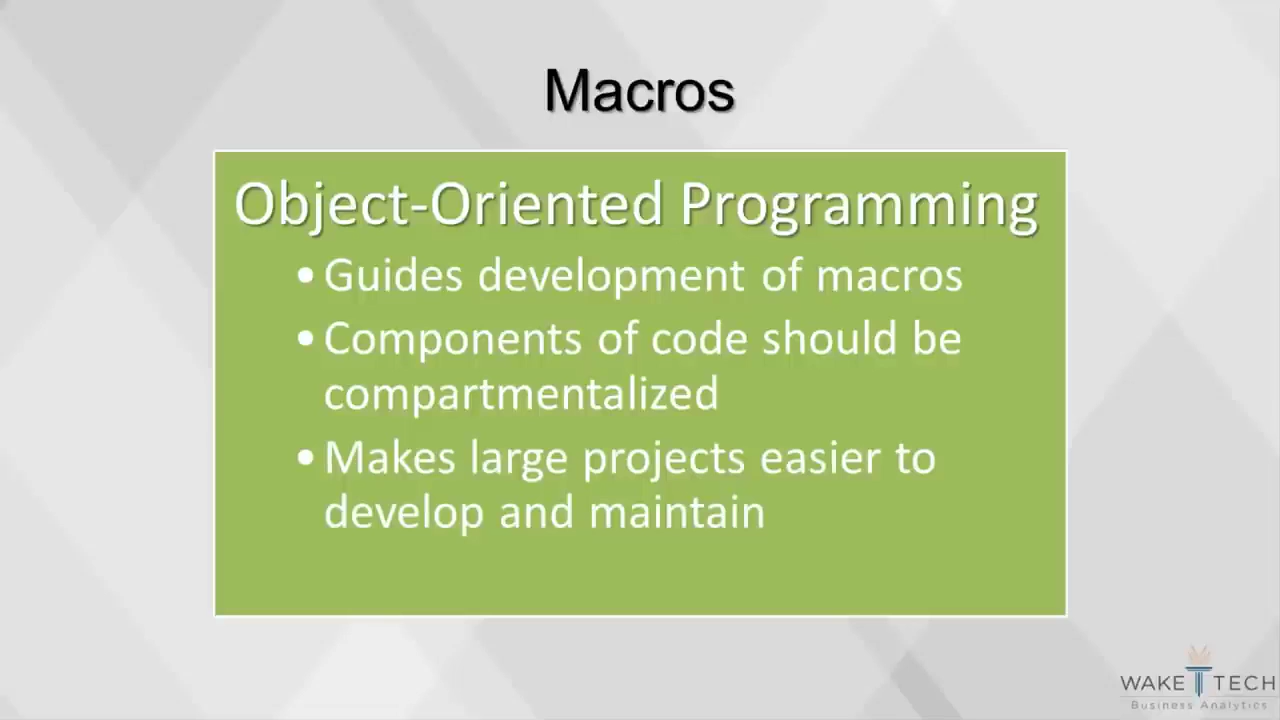 Macros
Object-Oriented Programming
• Guides development of macros
• Components of code should be
compartmentalized
• Makes large projects easier to
develop and maintain
WAKE TECH
Business Analytics